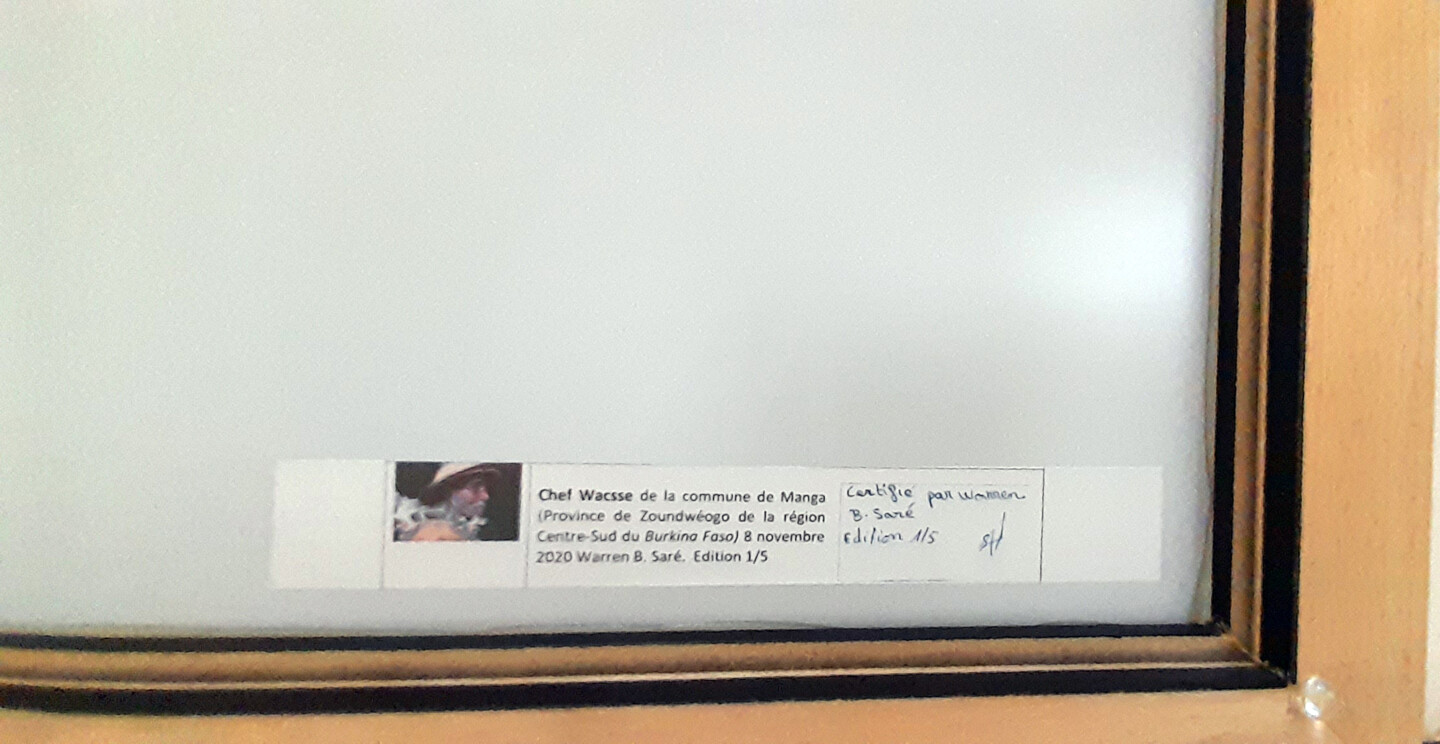 Chef Wacsse de la commune de Manga
(Province de Zoundwéogo de la région
Centre-Sud du Burkina Faso) 8 novembre
2020 Warren B. Saré. Edition 1/5
Certifié par Warren
B. Saré
Edition 1/5